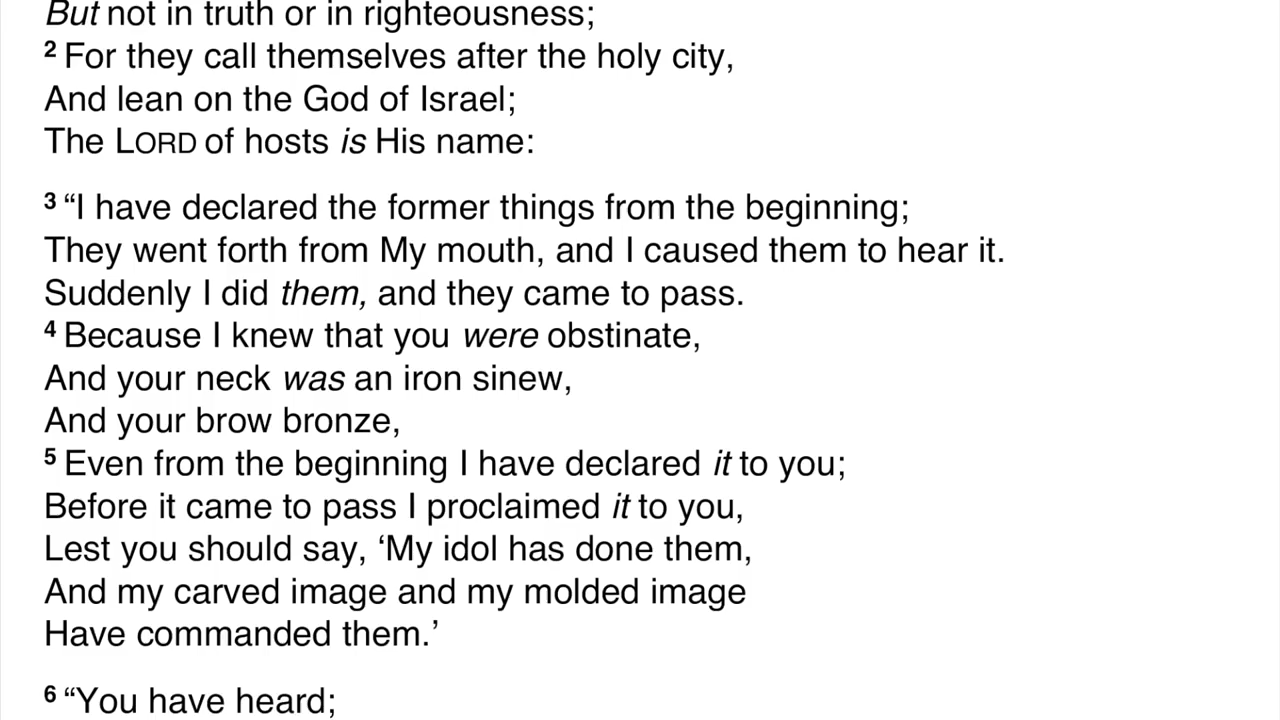 But not in truth or in righteousness;
2 For they call themselves after the holy city,
And lean on the God of Israel;
The LORD of hosts is His name:
3 “I have declared the former things from the beginning;
They went forth from My mouth, and I caused them to hear it.
Suddenly I did them, and they came to pass.
4 Because I knew that you were obstinate,
And your neck was an iron sinew,
And your brow bronze,
5 Even from the beginning I have declared it to you;
Before it came to pass I proclaimed it to you,
Lest you should say, ‘My idol has done them,
And my carved image and my molded image
Have commanded them.’
6 “You have heard;